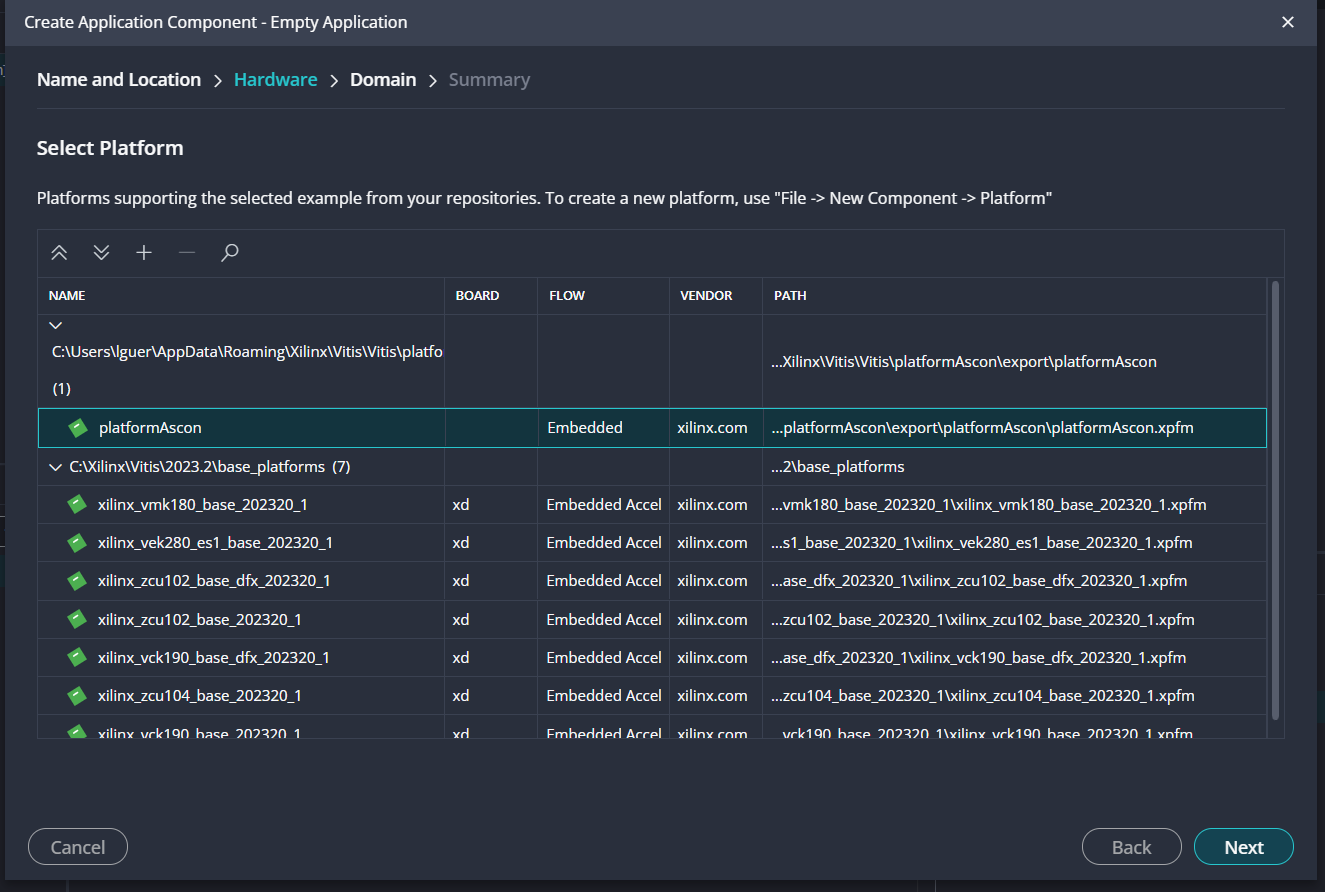 Create Application Component - Empty Application
Name and Location > Hardware > Domain > Summary
Select Platform
Platforms supporting the selected example from your repositories. To create a new platform, use "File -> New Component -> Platform"
NAME BOARD FLOW VENDOR PATH
C:\Users\lguer\AppData\Roaming\Xilinx\Vitis\Vitis\platfo
(1)
...Xilinx\Vitis\Vitis\platformAscon\export\platformAscon
platformAscon Embedded xilinx.com ...platformAscon\export\platformAscon\platformAscon.xpfm
C:\Xilinx\Vitis\2023.2\base_platforms (7) ...2\base_platforms
xilinx_vmk180_base_202320_1 xd Embedded Accel xilinx.com ...vmk180_base_202320_1\xilinx_vmk180_base_202320_1.xpfm
xilinx_vek280_es1_base_202320_1 xd Embedded Accel xilinx.com ...s1_base_202320_1\xilinx_vek280_es1_base_202320_1.xpfm
xilinx_zcu102_base_dfx_202320_1 xd Embedded Accel xilinx.com ...ase_dfx_202320_1\xilinx_zcu102_base_dfx_202320_1.xpfm
xilinx_zcu102_base_202320_1 xd Embedded Accel xilinx.com ...zcu102_base_202320_1\xilinx_zcu102_base_202320_1.xpfm
xilinx_vck190_base_dfx_202320_1 xd Embedded Accel xilinx.com ...ase_dfx_202320_1\xilinx_vck190_base_dfx_202320_1.xpfm
xilinx_zcu104_base_202320_1 xd Embedded Accel xilinx.com ...zcu104_base_202320_1\xilinx_zcu104_base_202320_1.xpfm
xilinx_vck190_base_202320_1 xd Embedded Accel xilinx.com ...vck190_base_202320_1\xilinx_vck190_base_202320_1.xpfm
Cancel Back Next